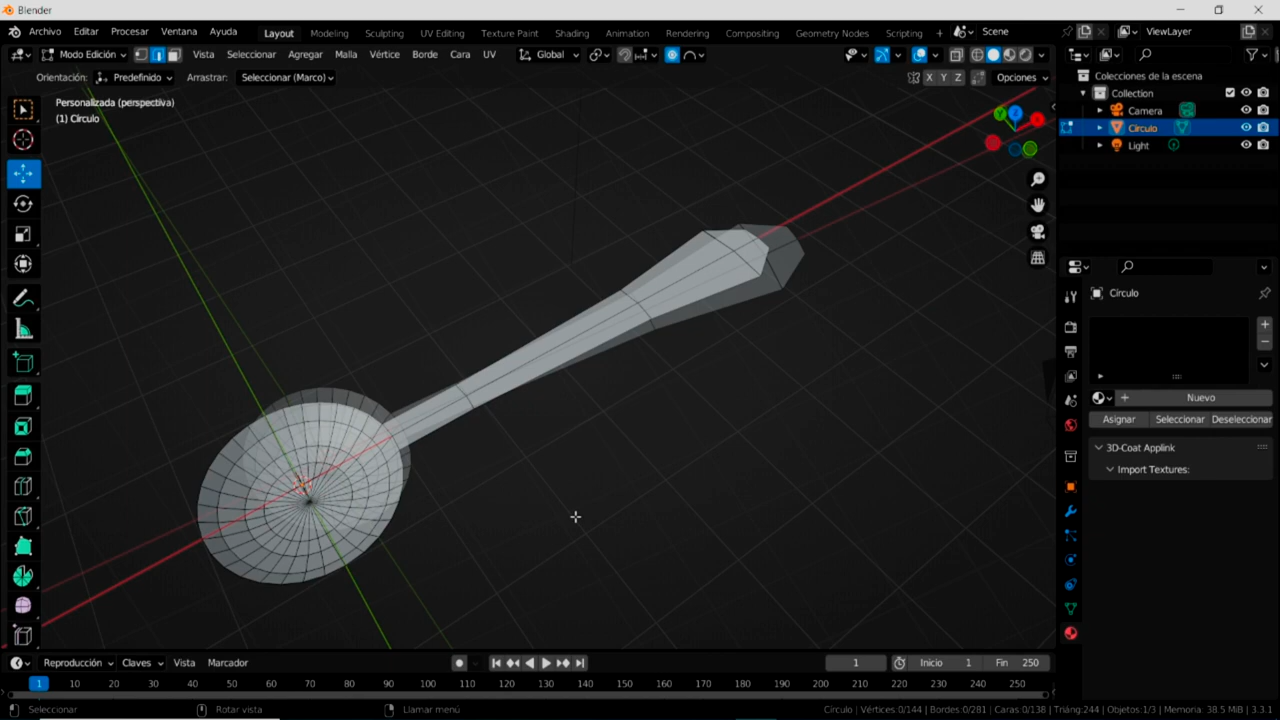 Blender
Archivo Editar Procesar Ventana Ayuda Layout Modeling Sculpting UV Editing Texture Paint Shading Animation Rendering Compositing Geometry Nodes Scripting + Scene ViewLayer
Modo Edición Vista Seleccionar Agregar Malla Vértice Borde Cara UV Global
Orientación: Predefinido Arrastrar: Seleccionar (Marco) X Y Z Opciones
Colecciones de la escena
Collection
Camera
Círculo
Light
Personalizada (perspectiva)
(1) Círculo
Y Z X
Círculo
+
−
+ Nuevo
Asignar Seleccionar Deseleccionar
3D-Coat Applink
Import Textures:
Reproducción Claves Vista Marcador 1 Inicio 1 Fin 250
1 10 20 30 40 50 60 70 80 90 100 110 120 130 140 150 160 170 180 190 200 210 220 230 240 250
Seleccionar Rotar vista Llamar menú Círculo | Vértices:0/144 | Bordes:0/281 | Caras:0/138 | Triáng:244 | Objetos:1/3 | Memoria: 38.5 MiB | 3.3.1